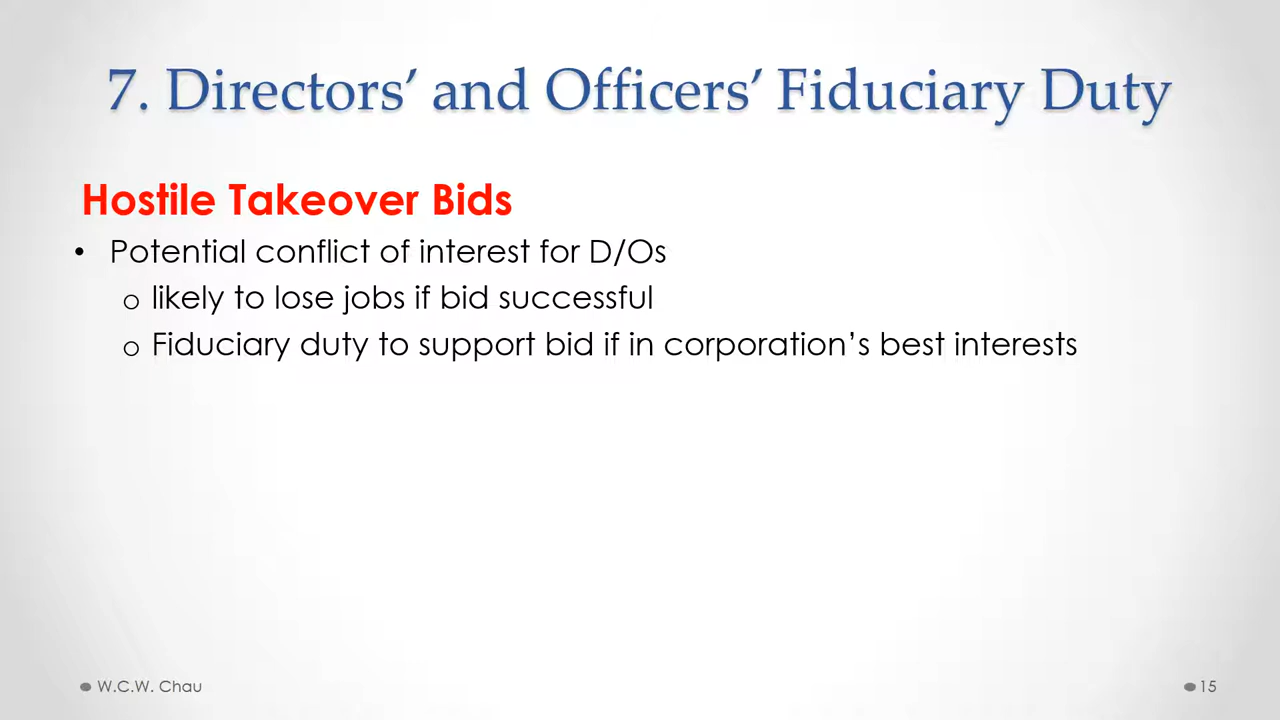 7. Directors’ and Officers’ Fiduciary Duty
Hostile Takeover Bids
• Potential conflict of interest for D/Os
o likely to lose jobs if bid successful
o Fiduciary duty to support bid if in corporation’s best interests
W.C.W. Chau
15